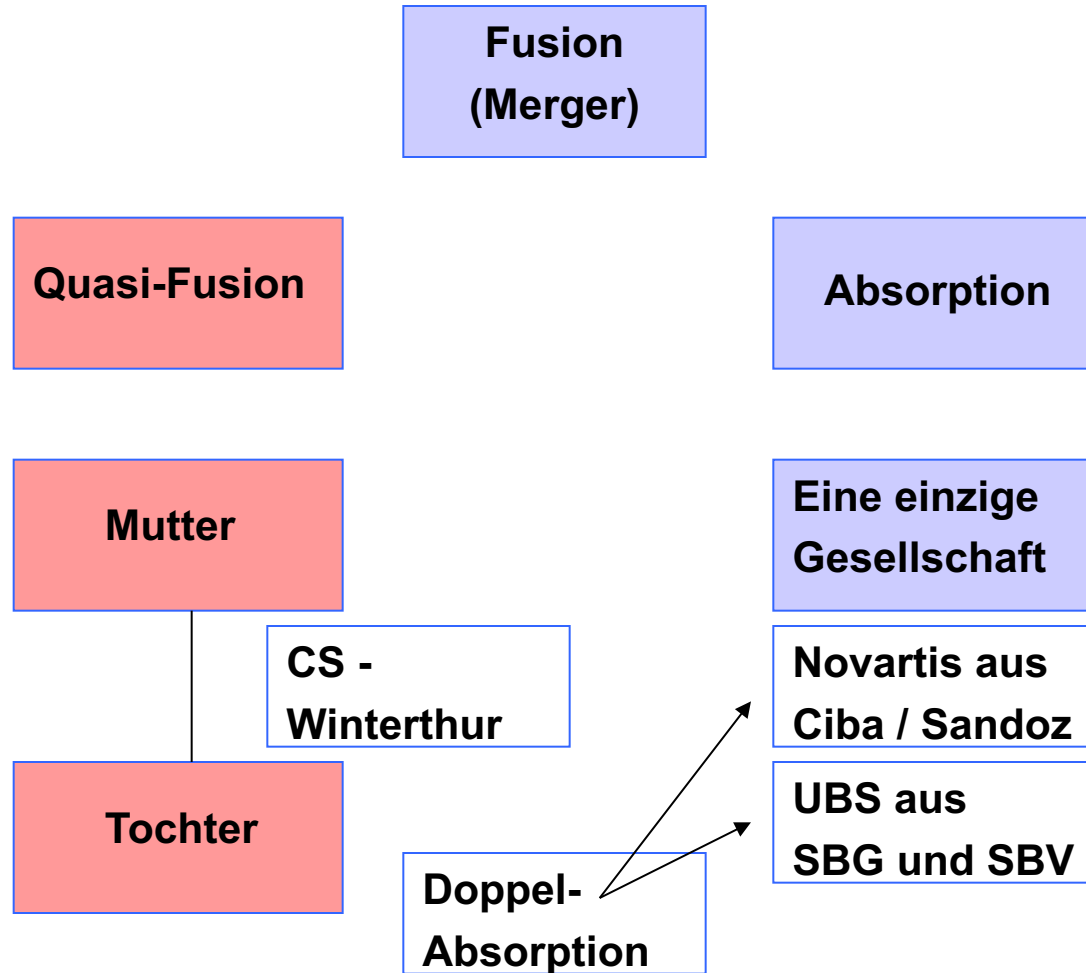 Fusion
(Merger)
Quasi-Fusion
Absorption
Mutter
Eine einzige
Gesellschaft
CS -
Winterthur
Novartis aus
Ciba / Sandoz
Tochter
UBS aus
SBG und SBV
Doppel-
Absorption